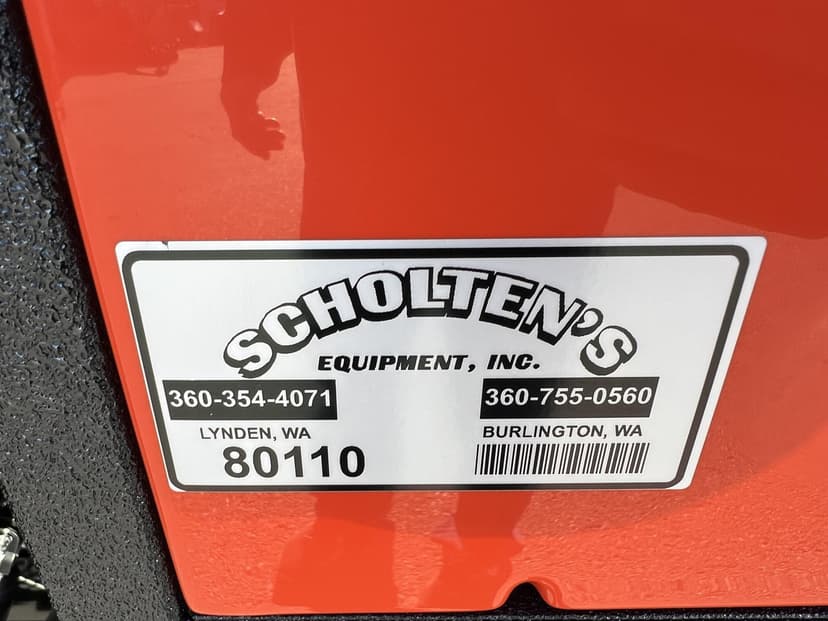 SCHOLTEN'S
EQUIPMENT, INC.
360-354-4071 360-755-0560
LYNDEN, WA BURLINGTON, WA
80110